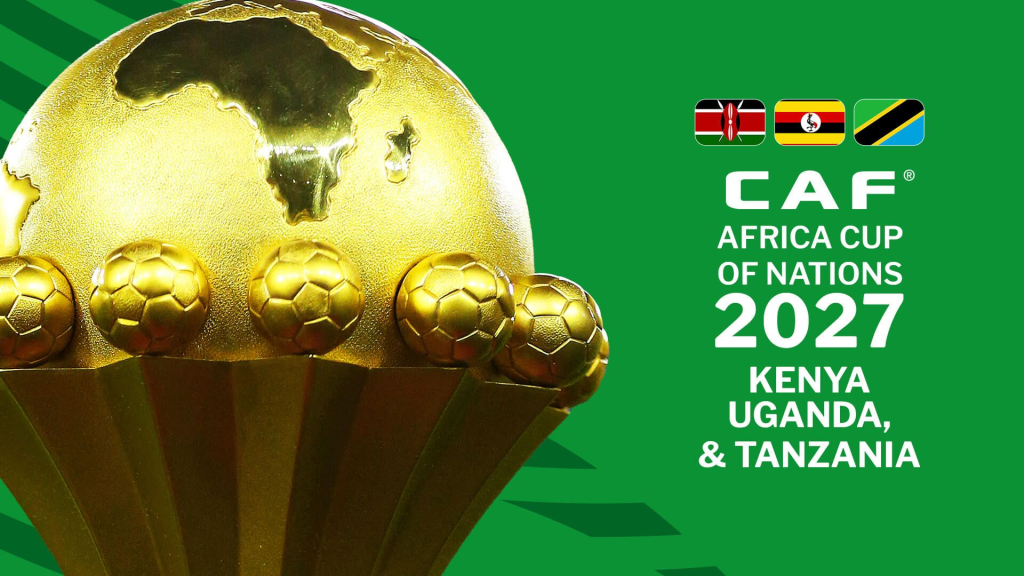 CAF®
AFRICA CUP
OF NATIONS
2027
KENYA
UGANDA,
& TANZANIA